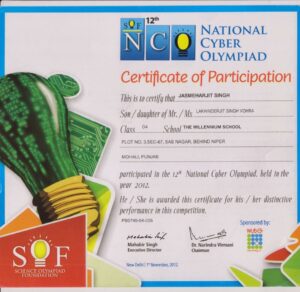 12th
SOF
NCO
NATIONAL
CYBER
OLYMPIAD
Certificate of Participation
This is to certify that JASMEHARJIT SINGH
Son / daughter of Mr. / Ms. LAKHWDERJIT SINGH VOHRA
Class 04 School THE MILLENNIUM SCHOOL
PLOT NO. 3,SEC-67, SAS NAGAR, BEHIND NIPER
MOHALI PUNJAB
participated in the 12th National Cyber Olympiad, held in the
year 2012.
He / She is awarded this certificate for his / her distinctive
performance in this competition.
Sponsored by:
Mahabir Singh
Executive Director
Dr. Narindra Vimsani
Chairman
New Delhi | 1st November, 2012
SOF
SCIENCE OLYMPIAD
FOUNDATION